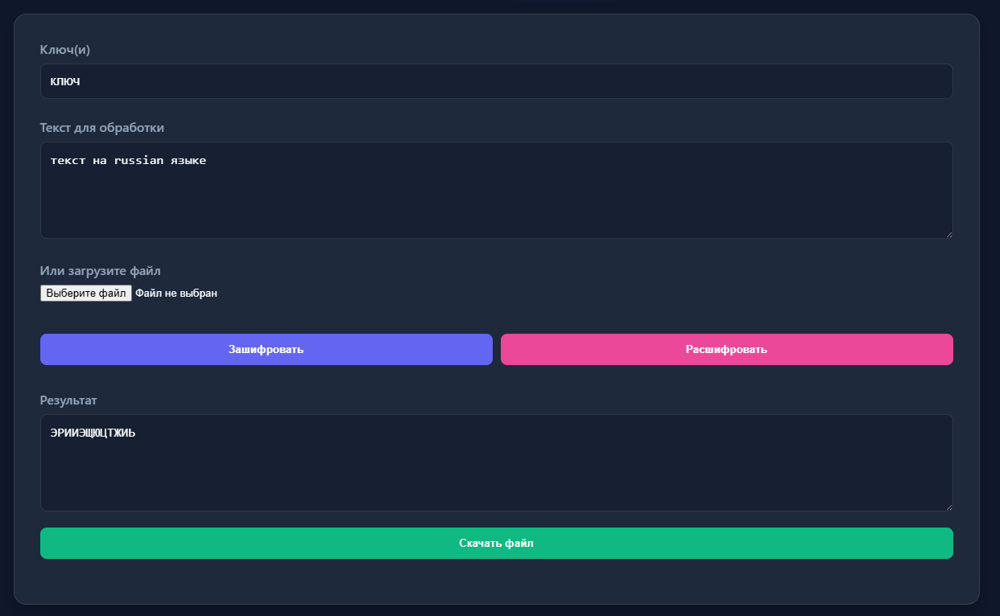 Ключ(и)
КЛЮЧ
Текст для обработки
текст на russian языке
Или загрузите файл
Выберите файл Файл не выбран
Зашифровать Расшифровать
Результат
ЭРИИЭЩЮЦТЖИЬ
Скачать файл